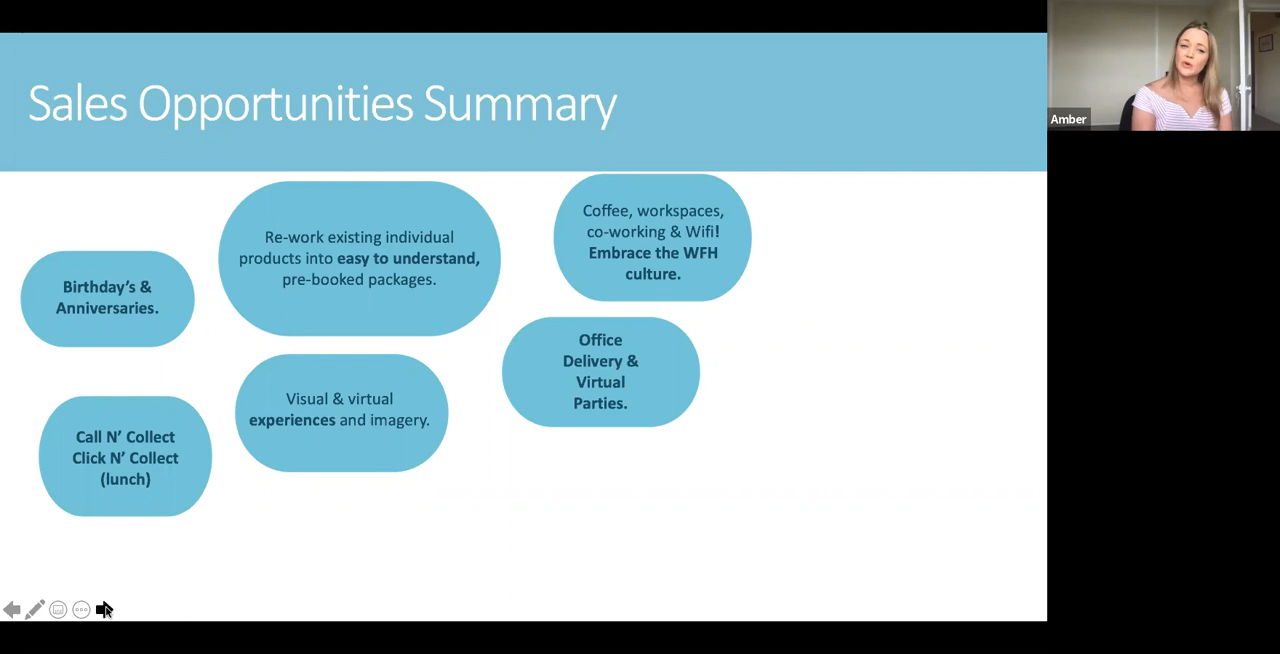 Sales Opportunities Summary
Amber
Birthday's &
Anniversaries.
Re-work existing individual
products into easy to understand,
pre-booked packages.
Coffee, workspaces,
co-working & Wifi!
Embrace the WFH
culture.
Office
Delivery &
Virtual
Parties.
Visual & virtual
experiences and imagery.
Call N' Collect
Click N' Collect
(lunch)